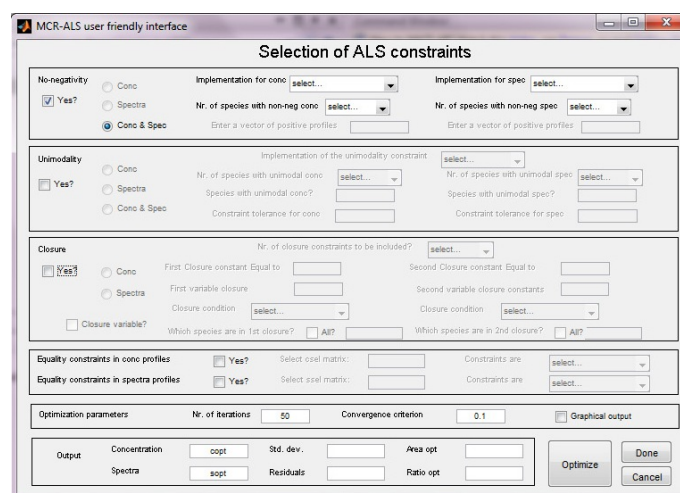 MCR-ALS user friendly interface
Selection of ALS constraints
No-negativity
Yes?
Conc
Spectra
Conc & Spec
Implementation for conc select...
Implementation for spec select...
Nr. of species with non-neg conc select...
Nr. of species with non-neg spec select...
Enter a vector of positive profiles
Enter a vector of positive profiles
Unimodality
Yes?
Conc
Spectra
Conc & Spec
Implementation of the unimodality constraint select...
Nr. of species with unimodal conc select...
Nr. of species with unimodal spec select...
Species with unimodal conc?
Species with unimodal spec?
Constraint tolerance for conc
Constraint tolerance for spec
Closure
Yes?
Conc
Spectra
Closure variable?
Nr. of closure constraints to be included? select...
First Closure constant Equal to
Second Closure constant Equal to
First variable closure
Second variable closure constants
Closure condition select...
Closure condition select...
Which species are in 1st closure? All?
Which species are in 2nd closure? All?
Equality constraints in conc profiles Yes? Select csel matrix: Constraints are select...
Equality constraints in spectra profiles Yes? Select ssel matrix: Constraints are select...
Optimization parameters Nr. of iterations 50 Convergence criterion 0.1 Graphical output
Output
Concentration copt Std. dev. Area opt
Spectra sopt Residuals Ratio opt
Optimize
Done
Cancel